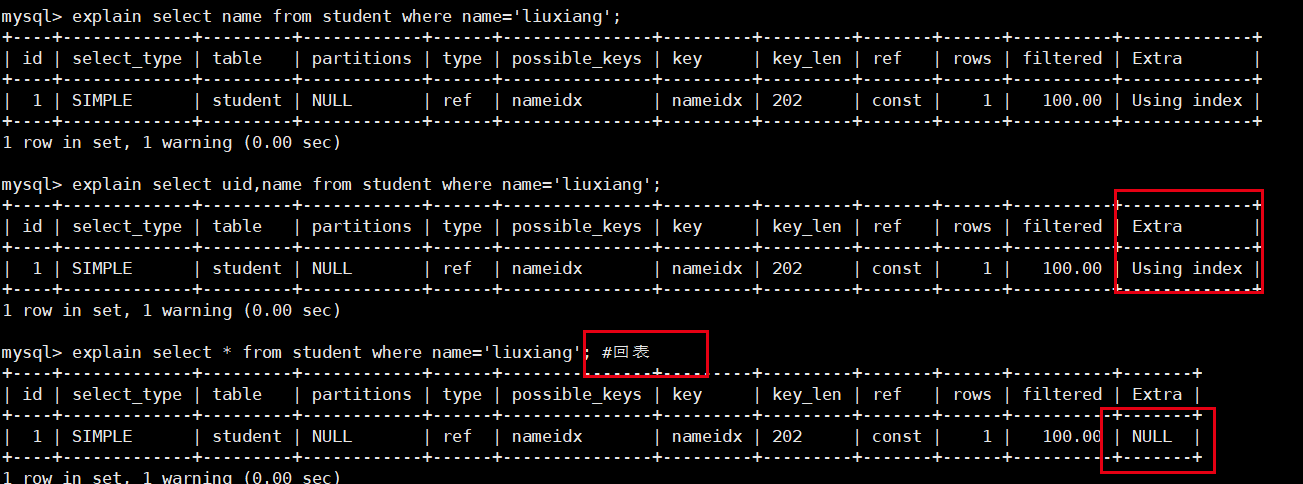 mysql> explain select name from student where name='liuxiang';
+----+-------------+---------+------------+------+---------------+---------+---------+-------+------+----------+-------------+
| id | select_type | table   | partitions | type | possible_keys | key     | key_len | ref   | rows | filtered | Extra       |
+----+-------------+---------+------------+------+---------------+---------+---------+-------+------+----------+-------------+
|  1 | SIMPLE      | student | NULL       | ref  | nameidx       | nameidx | 202     | const |    1 |   100.00 | Using index |
+----+-------------+---------+------------+------+---------------+---------+---------+-------+------+----------+-------------+
1 row in set, 1 warning (0.00 sec)

mysql> explain select uid,name from student where name='liuxiang';
+----+-------------+---------+------------+------+---------------+---------+---------+-------+------+----------+-------------+
| id | select_type | table   | partitions | type | possible_keys | key     | key_len | ref   | rows | filtered | Extra       |
+----+-------------+---------+------------+------+---------------+---------+---------+-------+------+----------+-------------+
|  1 | SIMPLE      | student | NULL       | ref  | nameidx       | nameidx | 202     | const |    1 |   100.00 | Using index |
+----+-------------+---------+------------+------+---------------+---------+---------+-------+------+----------+-------------+
1 row in set, 1 warning (0.00 sec)

mysql> explain select * from student where name='liuxiang'; #回表
+----+-------------+---------+------------+------+---------------+---------+---------+-------+------+----------+-------+
| id | select_type | table   | partitions | type | possible_keys | key     | key_len | ref   | rows | filtered | Extra |
+----+-------------+---------+------------+------+---------------+---------+---------+-------+------+----------+-------+
|  1 | SIMPLE      | student | NULL       | ref  | nameidx       | nameidx | 202     | const |    1 |   100.00 | NULL  |
+----+-------------+---------+------------+------+---------------+---------+---------+-------+------+----------+-------+
1 row in set, 1 warning (0.00 sec)